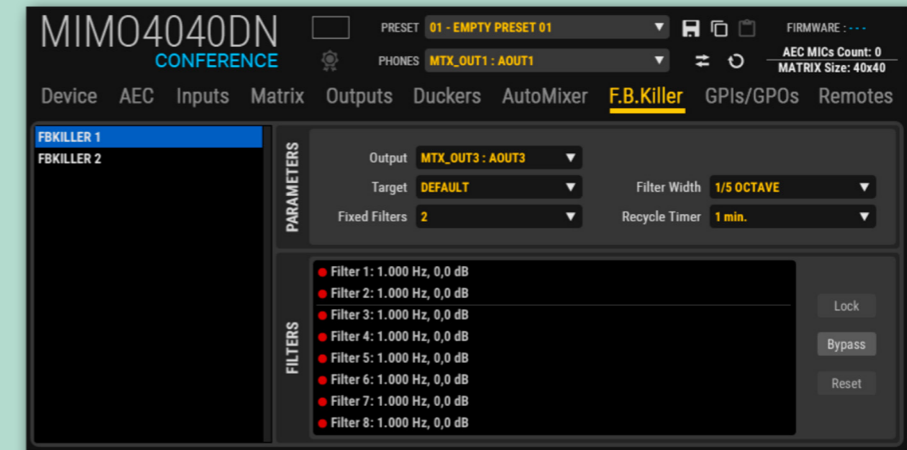 MIMO4040DN
CONFERENCE
PRESET 01 - EMPTY PRESET 01
FIRMWARE : - - -
PHONES MTX_OUT1 : AOUT1
AEC MICs Count: 0
MATRIX Size: 40x40
Device AEC Inputs Matrix Outputs Duckers AutoMixer F.B.Killer GPIs/GPOs Remotes
FBKILLER 1
FBKILLER 2
PARAMETERS
Output MTX_OUT3 : AOUT3
Target DEFAULT
Filter Width 1/5 OCTAVE
Fixed Filters 2
Recycle Timer 1 min.
FILTERS
Filter 1: 1.000 Hz, 0,0 dB
Filter 2: 1.000 Hz, 0,0 dB
Filter 3: 1.000 Hz, 0,0 dB
Filter 4: 1.000 Hz, 0,0 dB
Filter 5: 1.000 Hz, 0,0 dB
Filter 6: 1.000 Hz, 0,0 dB
Filter 7: 1.000 Hz, 0,0 dB
Filter 8: 1.000 Hz, 0,0 dB
Lock
Bypass
Reset